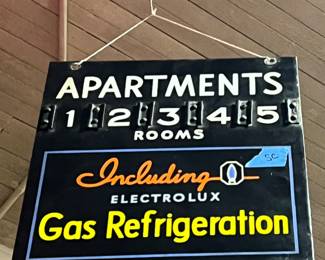 APARTMENTS
1 2 3 4 5
ROOMS
Including
ELECTROLUX
Gas Refrigeration